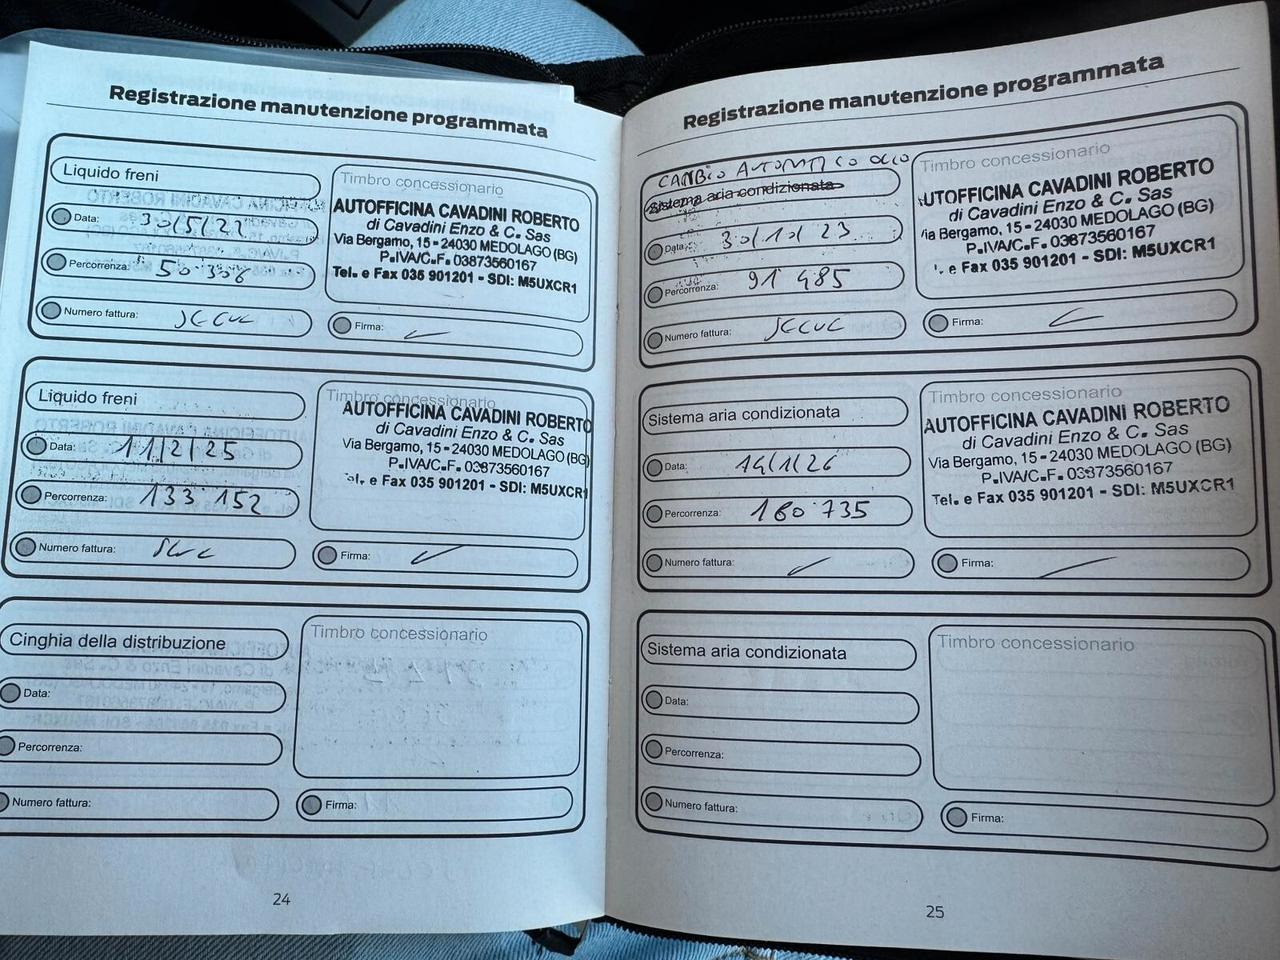 Registrazione manutenzione programmata
Liquido freni
Data: 30/5/22
Percorrenza: 50.308
Numero fattura:
Timbro concessionario
AUTOFFICINA CAVADINI ROBERTO
di Cavadini Enzo & C. Sas
Via Bergamo, 15 - 24030 MEDOLAGO (BG)
P.IVA/C.F. 03873560167
Tel. e Fax 035 901201 - SDI: M5UXCR1
Firma:
Liquido freni
Data: 11/2/25
Percorrenza: 133.152
Numero fattura:
Timbro concessionario
AUTOFFICINA CAVADINI ROBERTO
di Cavadini Enzo & C. Sas
Via Bergamo, 15 - 24030 MEDOLAGO (BG)
P.IVA/C.F. 03873560167
Tel. e Fax 035 901201 - SDI: M5UXCR1
Firma:
Cinghia della distribuzione
Data:
Percorrenza:
Numero fattura:
Timbro concessionario
Firma:
24
Registrazione manutenzione programmata
CAMBIO AUTOMATICO OLIO
Sistema aria condizionata
Data: 30/10/23
Percorrenza: 91 485
Numero fattura:
Timbro concessionario
UTOFFICINA CAVADINI ROBERTO
di Cavadini Enzo & C. Sas
ia Bergamo, 15 - 24030 MEDOLAGO (BG)
P.IVA/C.F. 03873560167
. e Fax 035 901201 - SDI: M5UXCR1
Firma:
Sistema aria condizionata
Data: 14/1/26
Percorrenza: 160.735
Numero fattura:
Timbro concessionario
AUTOFFICINA CAVADINI ROBERTO
di Cavadini Enzo & C. Sas
Via Bergamo, 15 - 24030 MEDOLAGO (BG)
P.IVA/C.F. 03873560167
Tel. e Fax 035 901201 - SDI: M5UXCR1
Firma:
Sistema aria condizionata
Data:
Percorrenza:
Numero fattura:
Timbro concessionario
Firma:
25